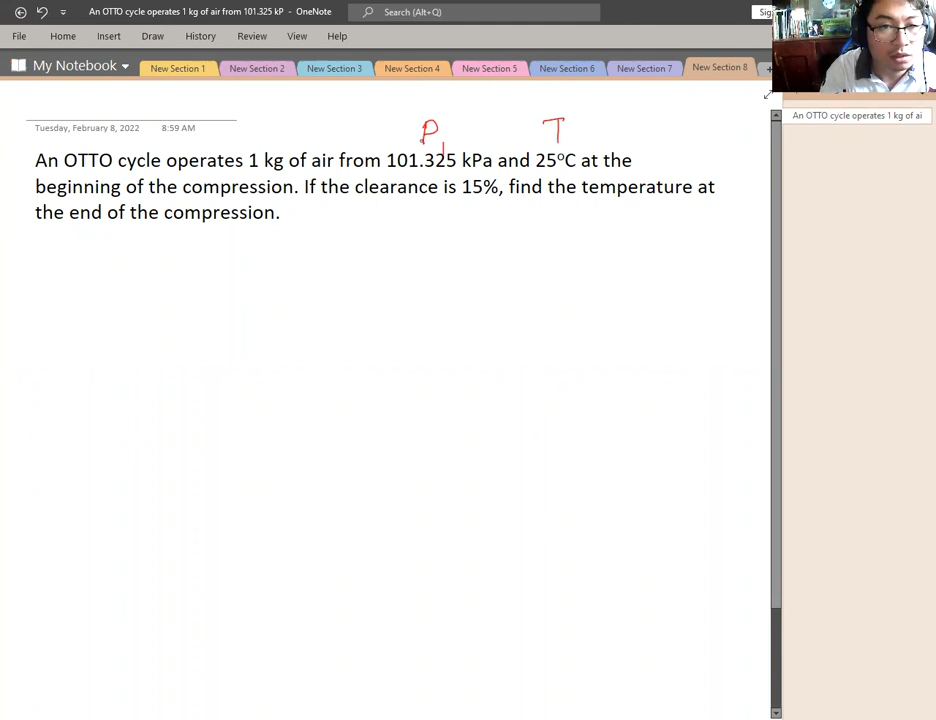 An OTTO cycle operates 1 kg of air from 101.325 kP - OneNote
Search (Alt+Q)
File Home Insert Draw History Review View Help
My Notebook New Section 1 New Section 2 New Section 3 New Section 4 New Section 5 New Section 6 New Section 7 New Section 8
An OTTO cycle operates 1 kg of ai
Tuesday, February 8, 2022 8:59 AM
P1 T
An OTTO cycle operates 1 kg of air from 101.325 kPa and 25°C at the
beginning of the compression. If the clearance is 15%, find the temperature at
the end of the compression.